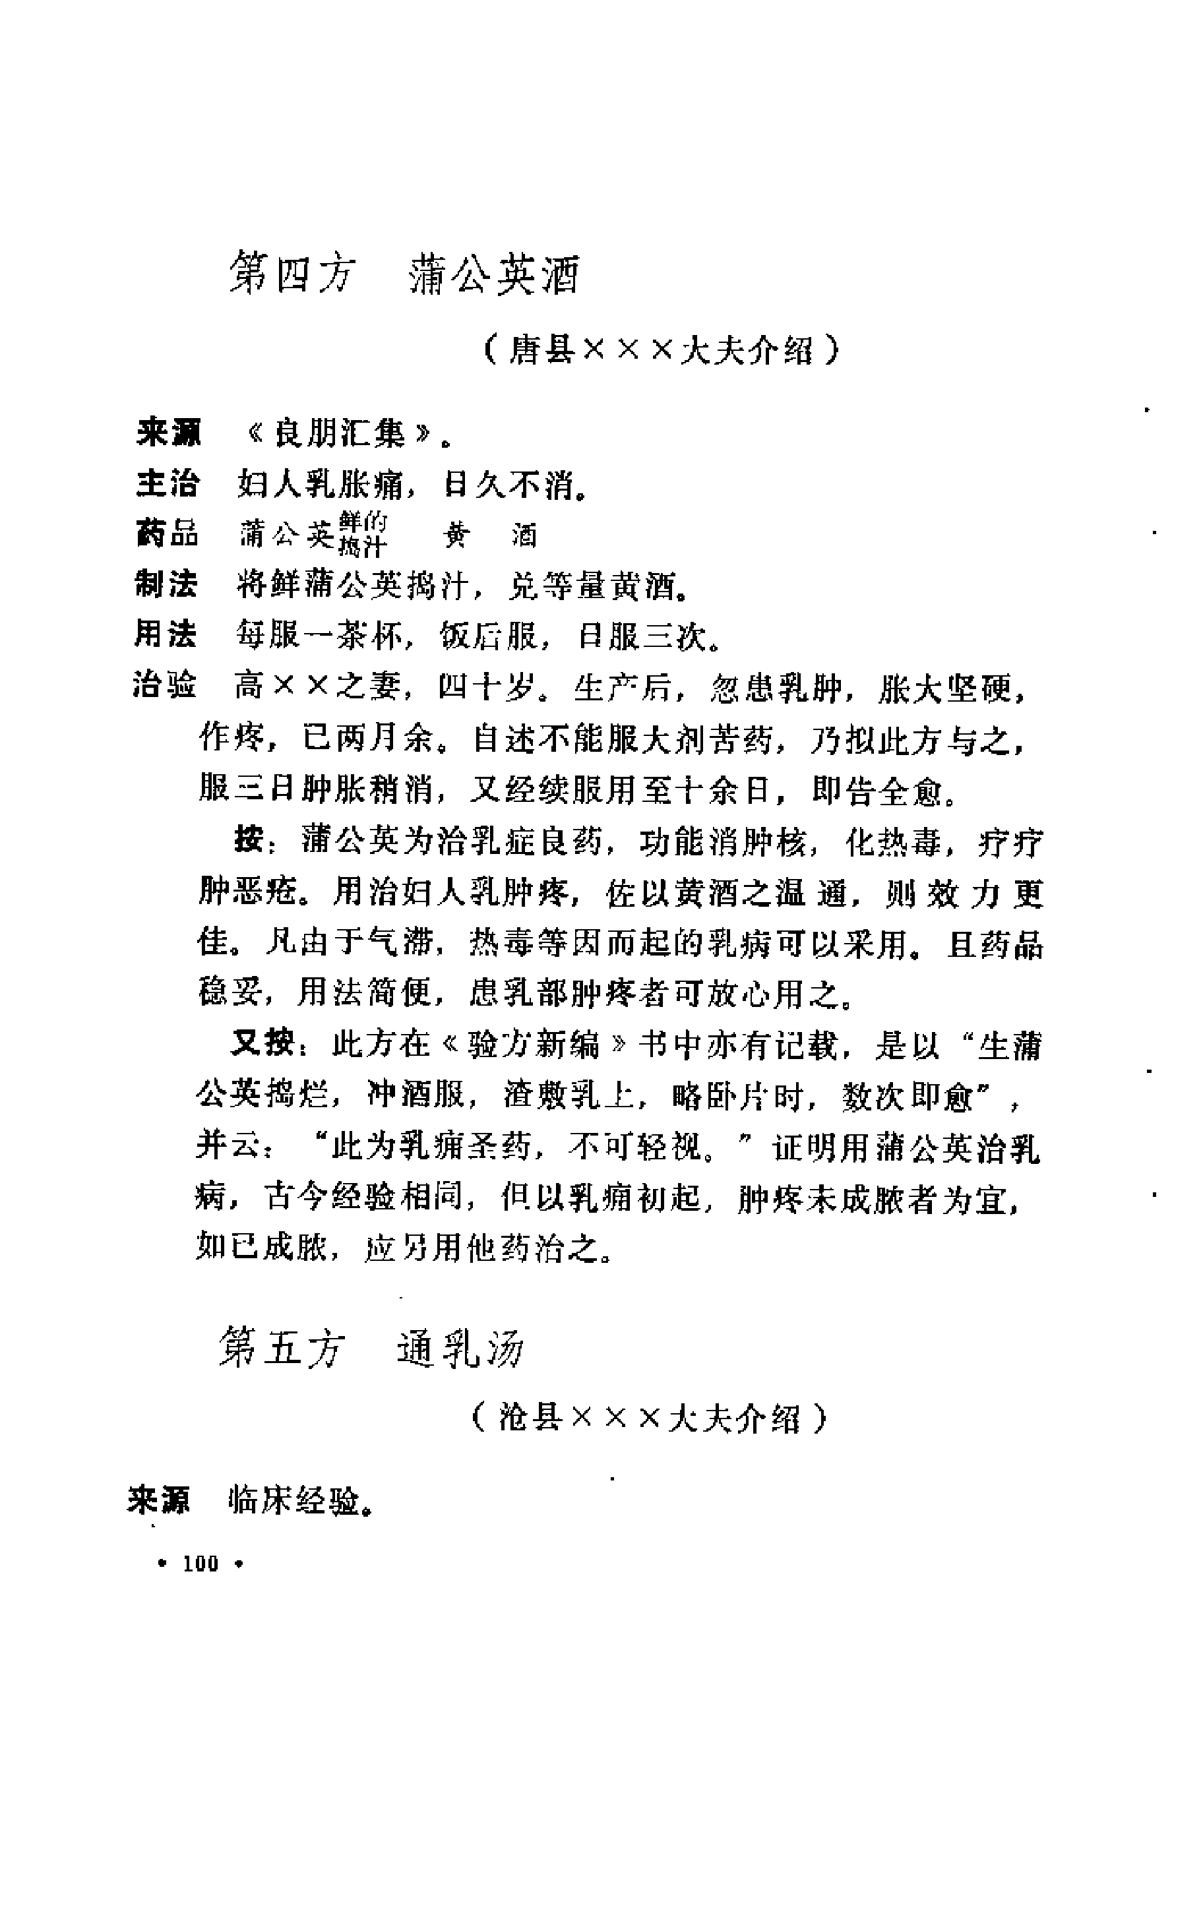 第四方　蒲公英酒
（唐县×××大夫介绍）
来源　《良朋汇集》。
主治　妇人乳胀痛，日久不消。
药品　蒲公英鲜的捣汁　黄　酒
制法　将鲜蒲公英捣汁，兑等量黄酒。
用法　每服一茶杯，饭后服，日服三次。
治验　高××之妻，四十岁。生产后，忽患乳肿，胀大坚硬，
作疼，已两月余。自述不能服大剂苦药，乃拟此方与之，
服三日肿胀稍消，又经续服用至十余日，即告全愈。
按：蒲公英为治乳症良药，功能消肿核，化热毒，疗疗
肿恶疮。用治妇人乳肿疼，佐以黄酒之温通，则效力更
佳。凡由于气滞，热毒等因而起的乳病可以采用。且药品
稳妥，用法简便，患乳部肿疼者可放心用之。
又按：此方在《验方新编》书中亦有记载，是以“生蒲
公英捣烂，冲酒服，渣敷乳上，略卧片时，数次即愈”，
并云：“此为乳痈圣药，不可轻视。”证明用蒲公英治乳
病，古今经验相同，但以乳痈初起，肿疼未成脓者为宜，
如已成脓，应另用他药治之。
第五方　通乳汤
（沧县×××大夫介绍）
来源　临床经验。
• 100 •